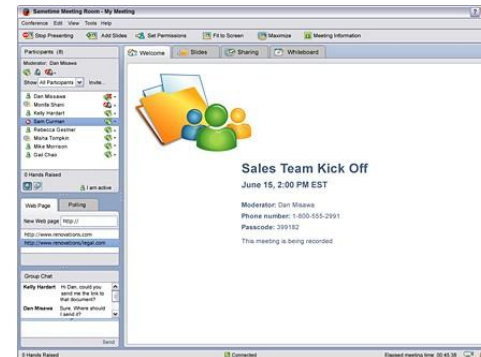 Sametime Meeting Room - My Meeting
Conference Edit View Tools Help
Stop Presenting Add Slides Set Permissions Fit to Screen Maximize Meeting Information
Participants (8)
Moderator: Dan Misawa
Show All Participants Invite...
Dan Misawa
Monifa Shani
Kelly Hardart
Sam Curman
Rebecca Gestner
Misha Tompkin
Mike Morrison
Gail Chao
0 Hands Raised
I am active
Web Page Polling
New Web page http://
http://www.renovations.com
http://www.renovations/legal.com
Group Chat
Kelly Hardart Hi Dan, could you
send me the link to
that document?
Dan Misawa Sure. Where should
I send it?
Send
Welcome Slides Sharing Whiteboard
Sales Team Kick Off
June 15, 2:00 PM EST
Moderator: Dan Misawa
Phone number: 1-800-555-2991
Passcode: 399182
This meeting is being recorded
0 Hands Raised Connected Elapsed meeting time: 00:45:38